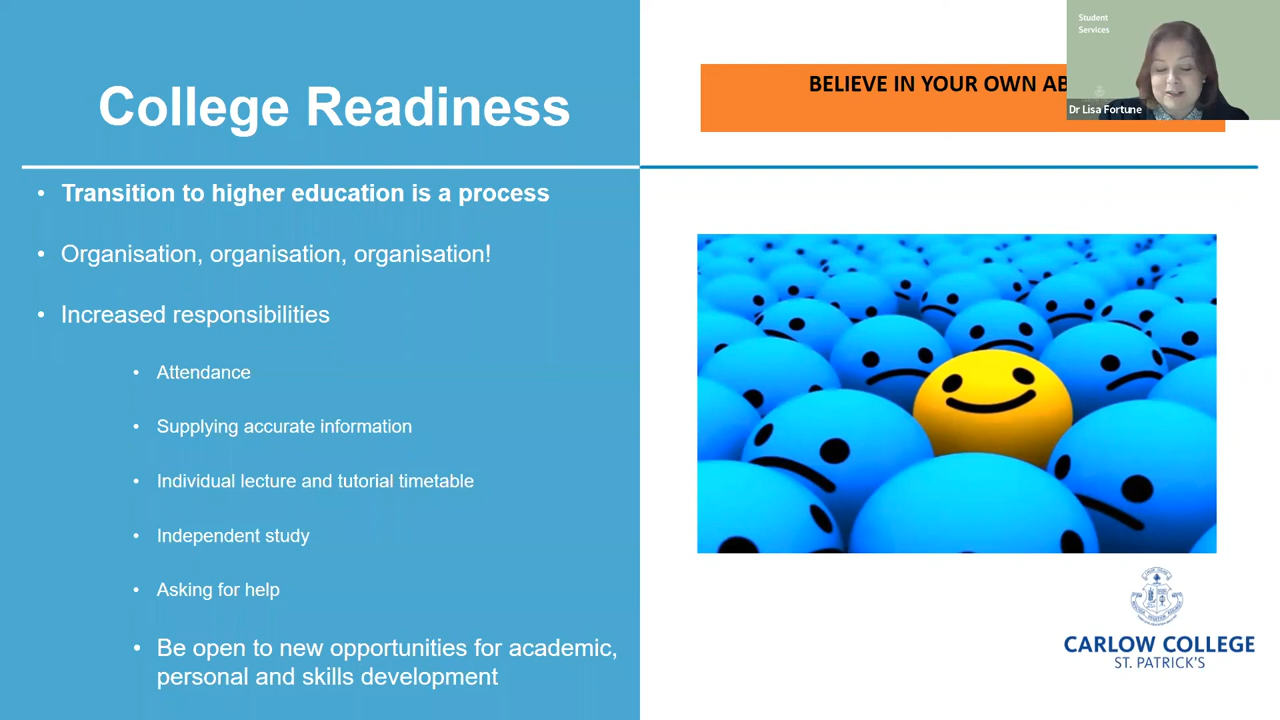 College Readiness
• Transition to higher education is a process
• Organisation, organisation, organisation!
• Increased responsibilities
• Attendance
• Supplying accurate information
• Individual lecture and tutorial timetable
• Independent study
• Asking for help
• Be open to new opportunities for academic,
personal and skills development
BELIEVE IN YOUR OWN
Student
Services
Dr Lisa Fortune
CARLOW COLLEGE
ST. PATRICK'S